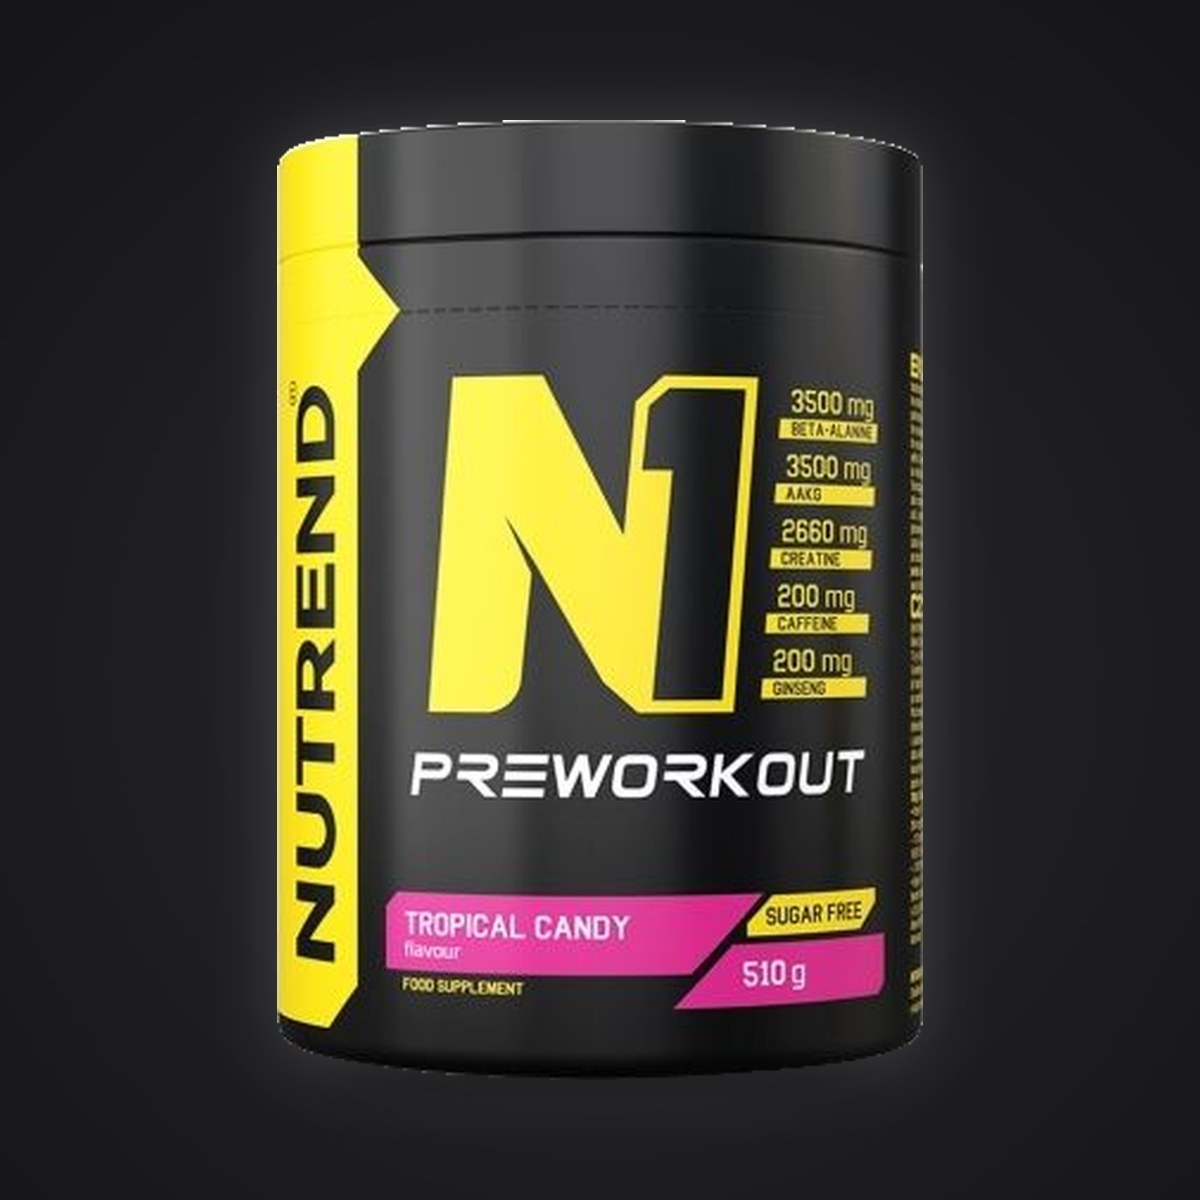 NUTREND®
N1
3500 mg
BETA-ALANINE
3500 mg
AAKG
2660 mg
CREATINE
200 mg
CAFFEINE
200 mg
GINSENG
PREWORKOUT
TROPICAL CANDY
flavour
SUGAR FREE
510 g
FOOD SUPPLEMENT